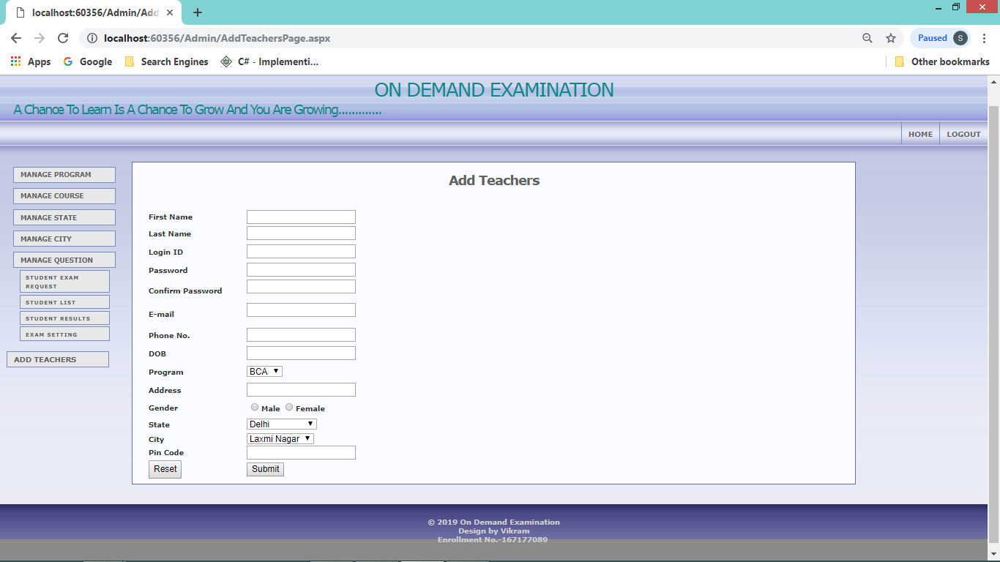 localhost:60356/Admin/Add
localhost:60356/Admin/AddTeachersPage.aspx
Paused S
Apps Google Search Engines C# - Implementi... Other bookmarks
ON DEMAND EXAMINATION
A Chance To Learn Is A Chance To Grow And You Are Growing.............
HOME LOGOUT
MANAGE PROGRAM
MANAGE COURSE
MANAGE STATE
MANAGE CITY
MANAGE QUESTION
STUDENT EXAM
REQUEST
STUDENT LIST
STUDENT RESULTS
EXAM SETTING
ADD TEACHERS
Add Teachers
First Name
Last Name
Login ID
Password
Confirm Password
E-mail
Phone No.
DOB
Program BCA
Address
Gender Male Female
State Delhi
City Laxmi Nagar
Pin Code
Reset Submit
© 2019 On Demand Examination
Design by Vikram
Enrollment No.-167177089